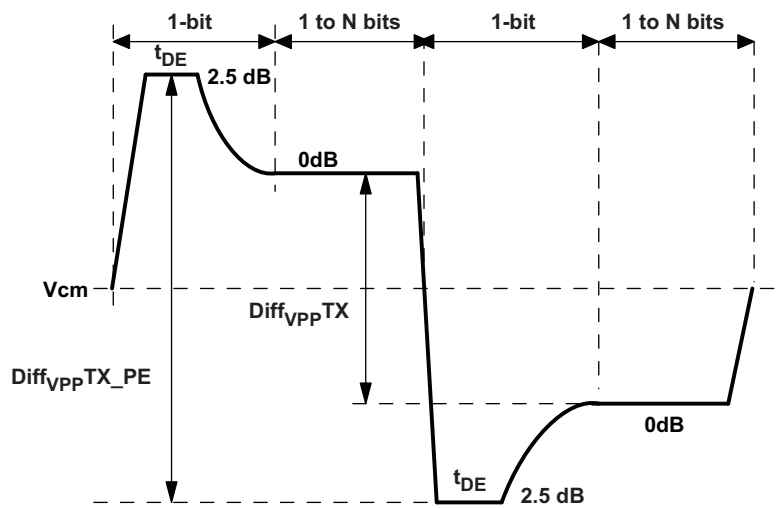 1-bit
1 to N bits
1-bit
1 to N bits
tDE
2.5 dB
0dB
Vcm
DiffVPPTX
DiffVPPTX_PE
0dB
tDE
2.5 dB